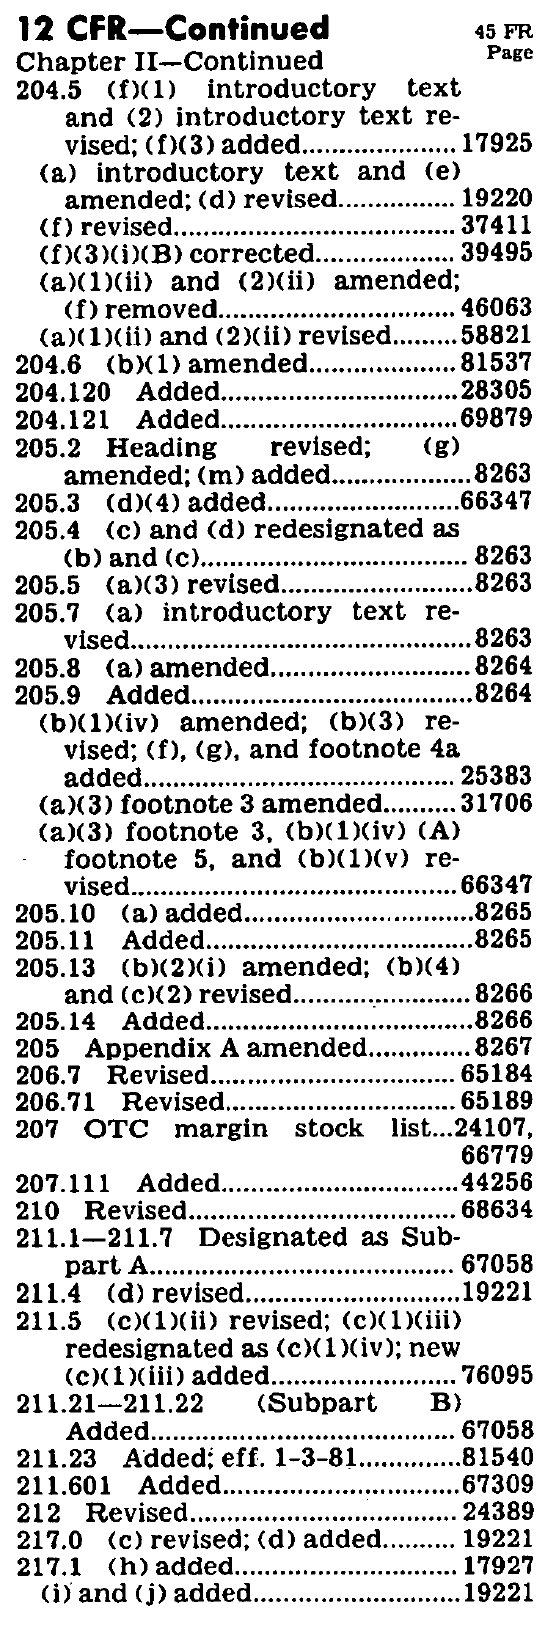 12 CFR—Continued
45 FR
Page
Chapter II—Continued
204.5 (f)(1) introductory text
and (2) introductory text re-
vised; (f)(3) added.....................17925
(a) introductory text and (e)
amended; (d) revised................19220
(f) revised......................................37411
(f)(3)(i)(B) corrected...................39495
(a)(1)(ii) and (2)(ii) amended;
(f) removed................................46063
(a)(1)(ii) and (2)(ii) revised.........58821
204.6 (b)(1) amended....................81537
204.120 Added................................28305
204.121 Added................................69879
205.2 Heading revised; (g)
amended; (m) added...................8263
205.3 (d)(4) added..........................66347
205.4 (c) and (d) redesignated as
(b) and (c)....................................8263
205.5 (a)(3) revised..........................8263
205.7 (a) introductory text re-
vised..............................................8263
205.8 (a) amended...........................8264
205.9 Added......................................8264
(b)(1)(iv) amended; (b)(3) re-
vised; (f), (g), and footnote 4a
added...........................................25383
(a)(3) footnote 3 amended..........31706
(a)(3) footnote 3, (b)(1)(iv) (A)
footnote 5, and (b)(1)(v) re-
vised............................................66347
205.10 (a) added...............................8265
205.11 Added....................................8265
205.13 (b)(2)(i) amended; (b)(4)
and (c)(2) revised........................8266
205.14 Added....................................8266
205 Appendix A amended..............8267
206.7 Revised.................................65184
206.71 Revised...............................65189
207 OTC margin stock list...24107,
66779
207.111 Added................................44256
210 Revised....................................68634
211.1—211.7 Designated as Sub-
part A.........................................67058
211.4 (d) revised.............................19221
211.5 (c)(1)(ii) revised; (c)(1)(iii)
redesignated as (c)(1)(iv); new
(c)(1)(iii) added.........................76095
211.21—211.22 (Subpart B)
Added.........................................67058
211.23 Added; eff. 1-3-81..............81540
211.601 Added................................67309
212 Revised....................................24389
217.0 (c) revised; (d) added..........19221
217.1 (h) added..............................17927
(i) and (j) added............................19221